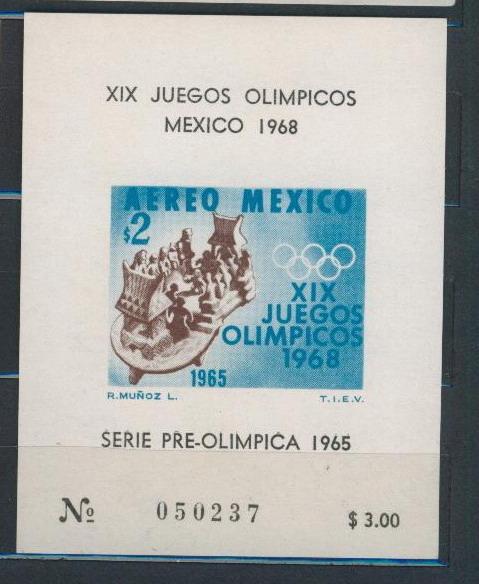 XIX JUEGOS OLIMPICOS
MEXICO 1968
AEREO MEXICO
$2
XIX
JUEGOS
OLIMPICOS
1968
1965
R.MUÑOZ L.
T.I.E.V.
SERIE PRE-OLIMPICA 1965
Nº 050237
$ 3.00